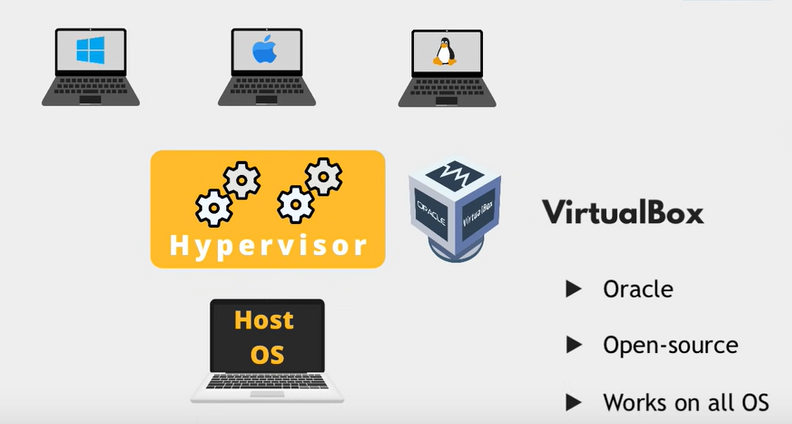 Hypervisor
ORACLE
VirtualBox
VirtualBox
Oracle
Open-source
Works on all OS
Host
OS